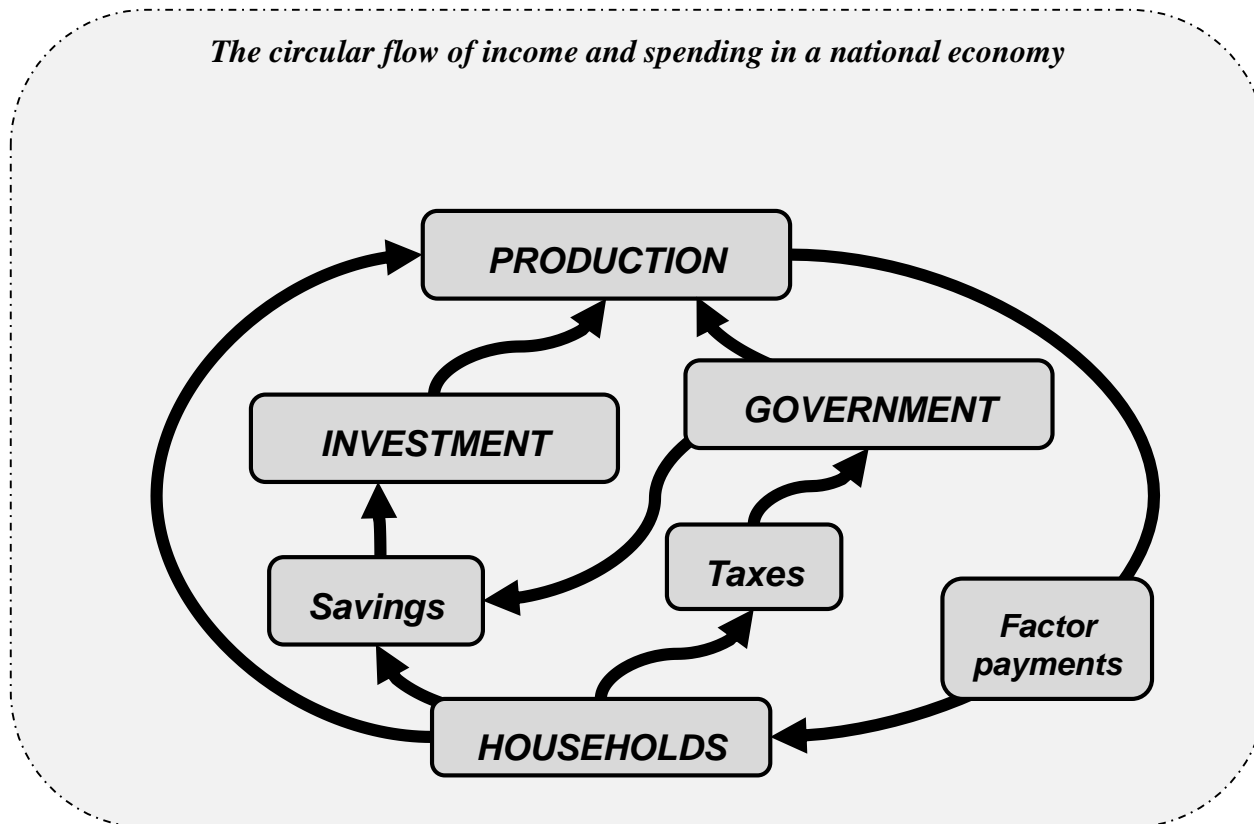 The circular flow of income and spending in a national economy
PRODUCTION
GOVERNMENT
INVESTMENT
Taxes
Savings
Factor
payments
HOUSEHOLDS